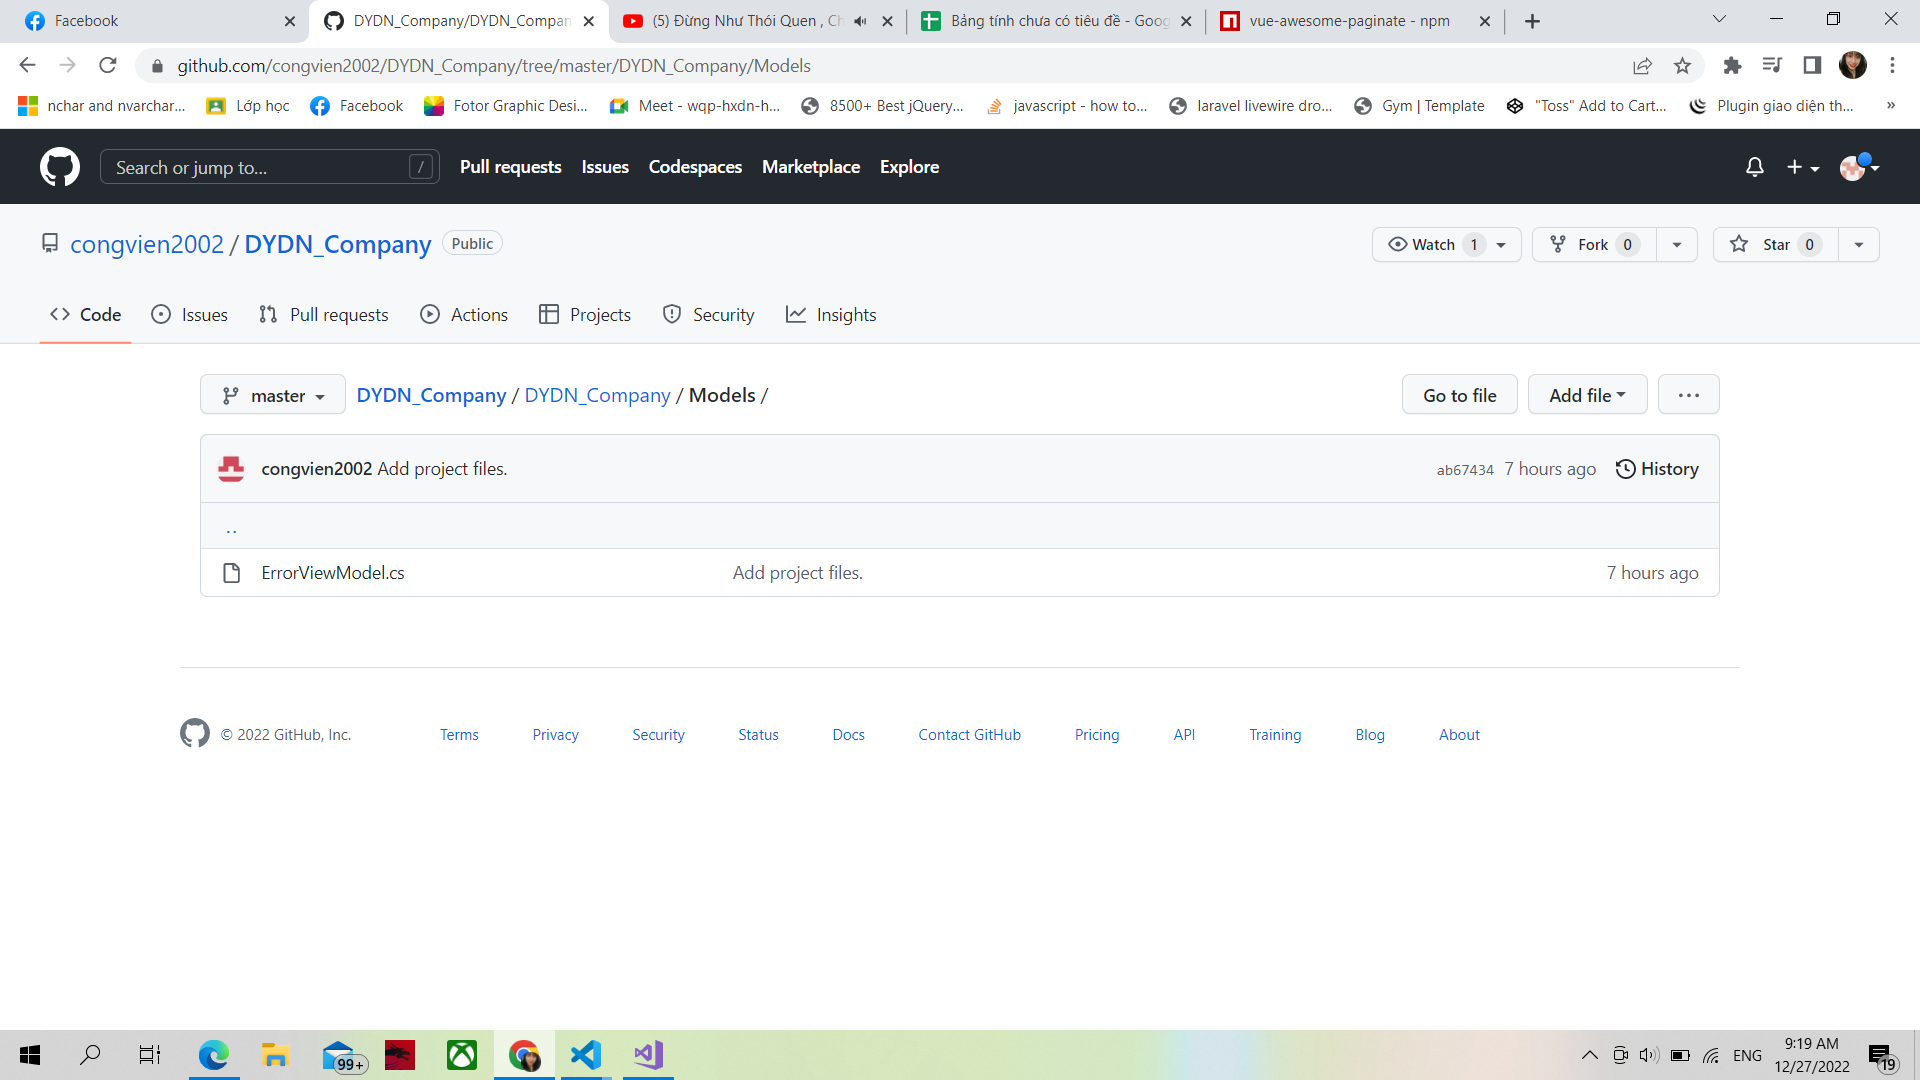 Facebook
DYDN_Company/DYDN_Compan
(5) Đừng Như Thói Quen , Ch
Bảng tính chưa có tiêu đề - Goog
vue-awesome-paginate - npm
github.com/congvien2002/DYDN_Company/tree/master/DYDN_Company/Models
nchar and nvarchar...
Lớp học
Facebook
Fotor Graphic Desi...
Meet - wqp-hxdn-h...
8500+ Best jQuery...
javascript - how to...
laravel livewire dro...
Gym | Template
"Toss" Add to Cart...
Plugin giao diện th...
»
Search or jump to... /
Pull requests
Issues
Codespaces
Marketplace
Explore
congvien2002 / DYDN_Company Public
Watch 1
Fork 0
Star 0
Code
Issues
Pull requests
Actions
Projects
Security
Insights
master
DYDN_Company / DYDN_Company / Models /
Go to file
Add file
congvien2002 Add project files.
ab67434 7 hours ago History
..
ErrorViewModel.cs Add project files. 7 hours ago
© 2022 GitHub, Inc.
Terms
Privacy
Security
Status
Docs
Contact GitHub
Pricing
API
Training
Blog
About
99+
ENG
9:19 AM
12/27/2022
19